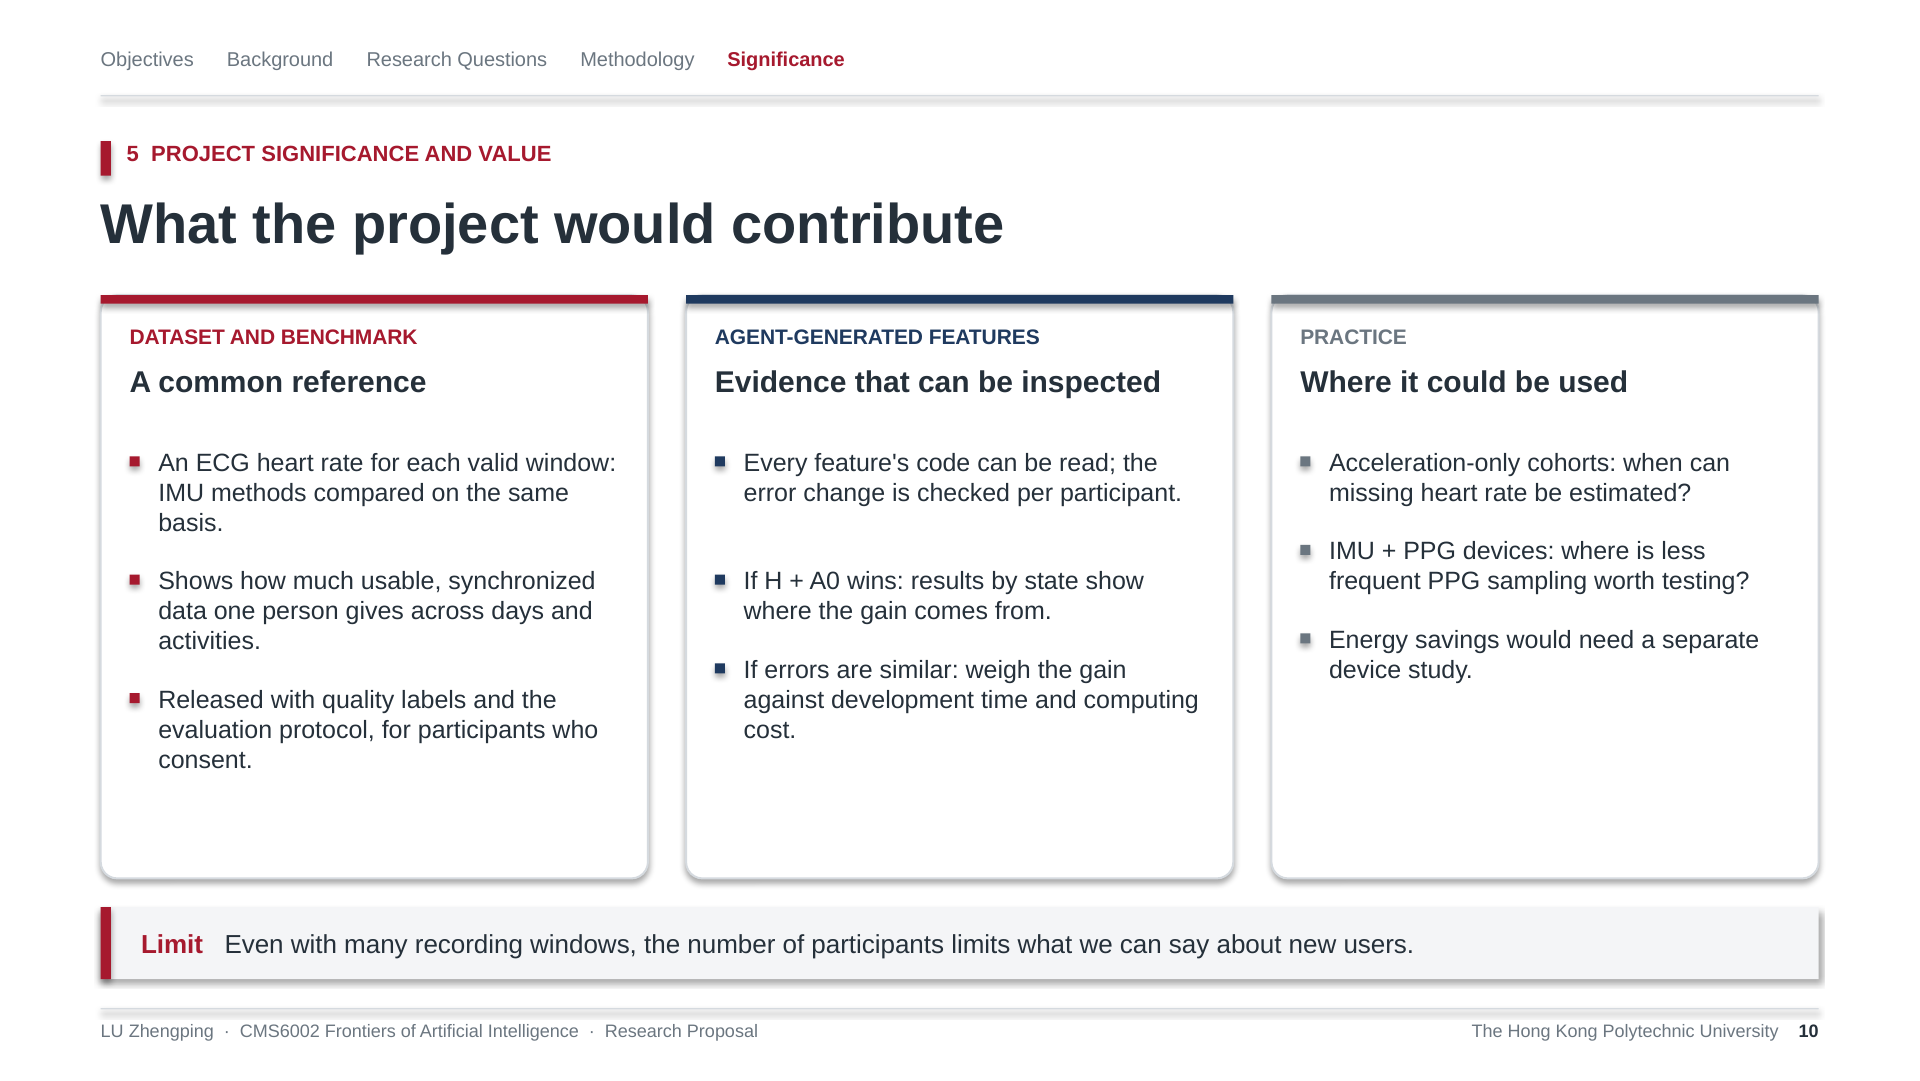 Objectives Background Research Questions Methodology Significance
5 PROJECT SIGNIFICANCE AND VALUE
What the project would contribute
DATASET AND BENCHMARK
A common reference
An ECG heart rate for each valid window:
IMU methods compared on the same
basis.
Shows how much usable, synchronized
data one person gives across days and
activities.
Released with quality labels and the
evaluation protocol, for participants who
consent.
AGENT-GENERATED FEATURES
Evidence that can be inspected
Every feature's code can be read; the
error change is checked per participant.
If H + A0 wins: results by state show
where the gain comes from.
If errors are similar: weigh the gain
against development time and computing
cost.
PRACTICE
Where it could be used
Acceleration-only cohorts: when can
missing heart rate be estimated?
IMU + PPG devices: where is less
frequent PPG sampling worth testing?
Energy savings would need a separate
device study.
Limit Even with many recording windows, the number of participants limits what we can say about new users.
LU Zhengping · CMS6002 Frontiers of Artificial Intelligence · Research Proposal
The Hong Kong Polytechnic University 10